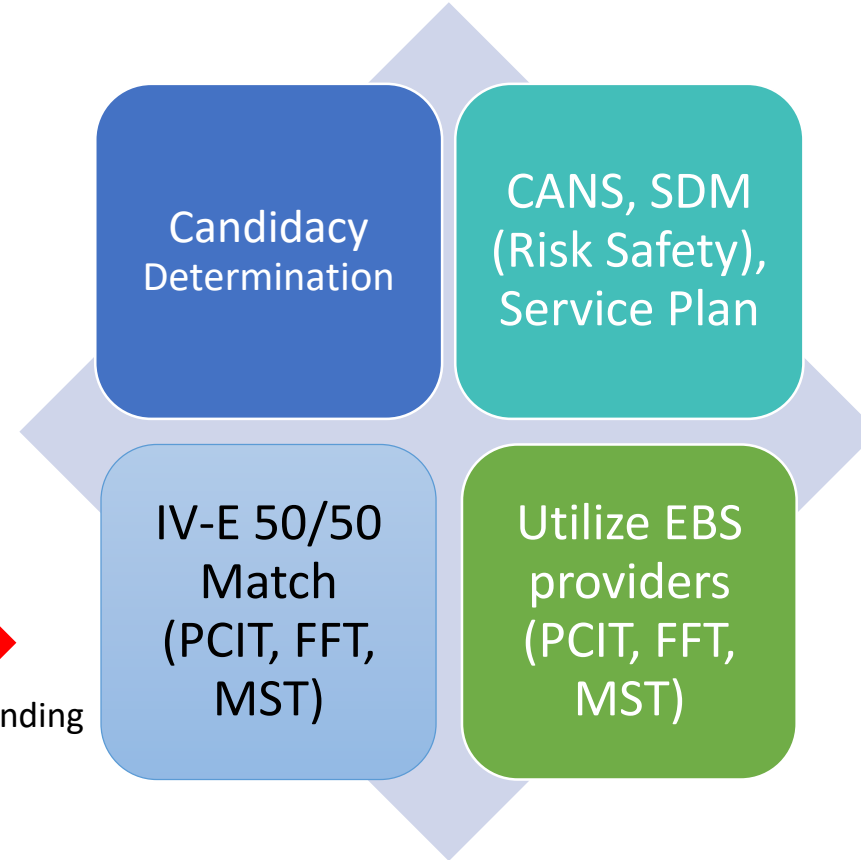 Candidacy
Determination
CANS, SDM
(Risk Safety),
Service Plan
IV-E 50/50
Match
(PCIT, FFT,
MST)
Utilize EBS
providers
(PCIT, FFT,
MST)
nding